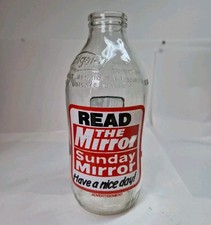 READ
THE
Mirror
Sunday
Mirror
Have a nice day!